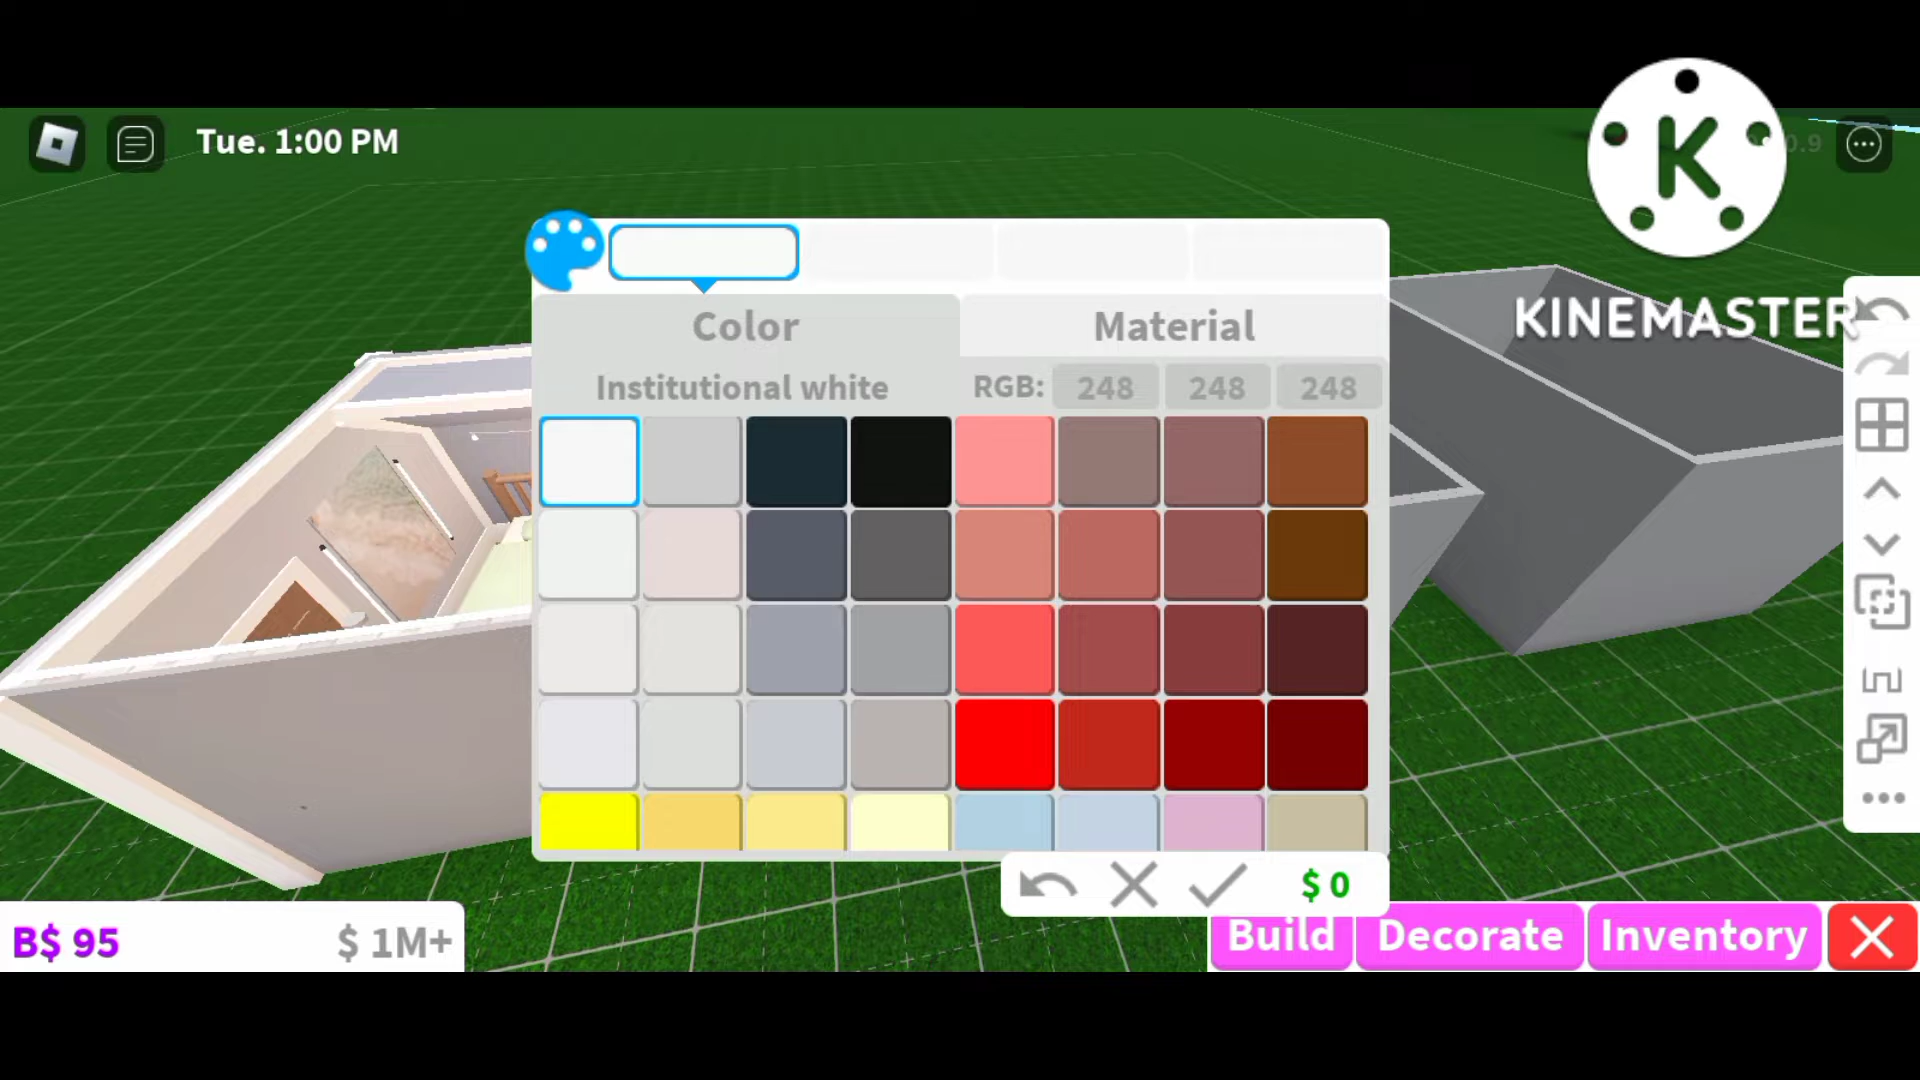 Tue. 1:00 PM
K
KINEMASTER
Color
Material
Institutional white
RGB: 248 248 248
$ 0
B$ 95
$ 1M+
Build
Decorate
Inventory